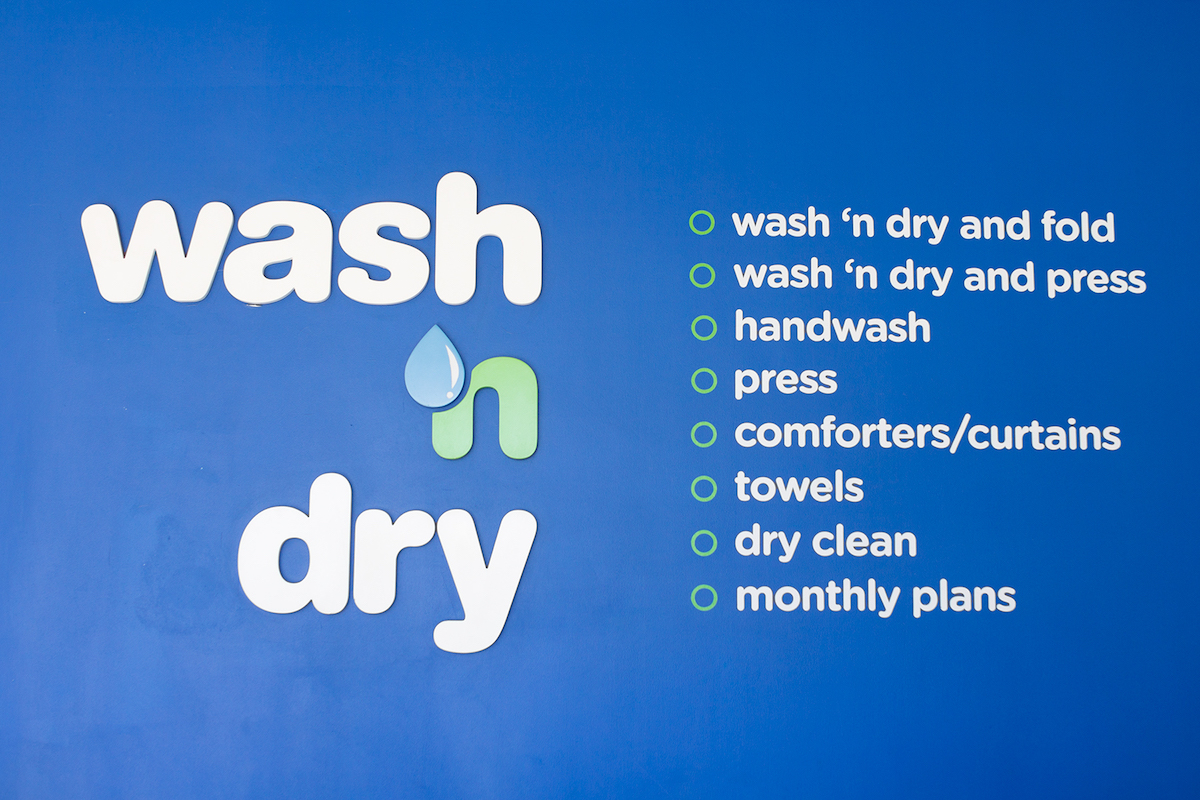 wash
'n
dry
wash ‘n dry and fold
wash ‘n dry and press
handwash
press
comforters/curtains
towels
dry clean
monthly plans